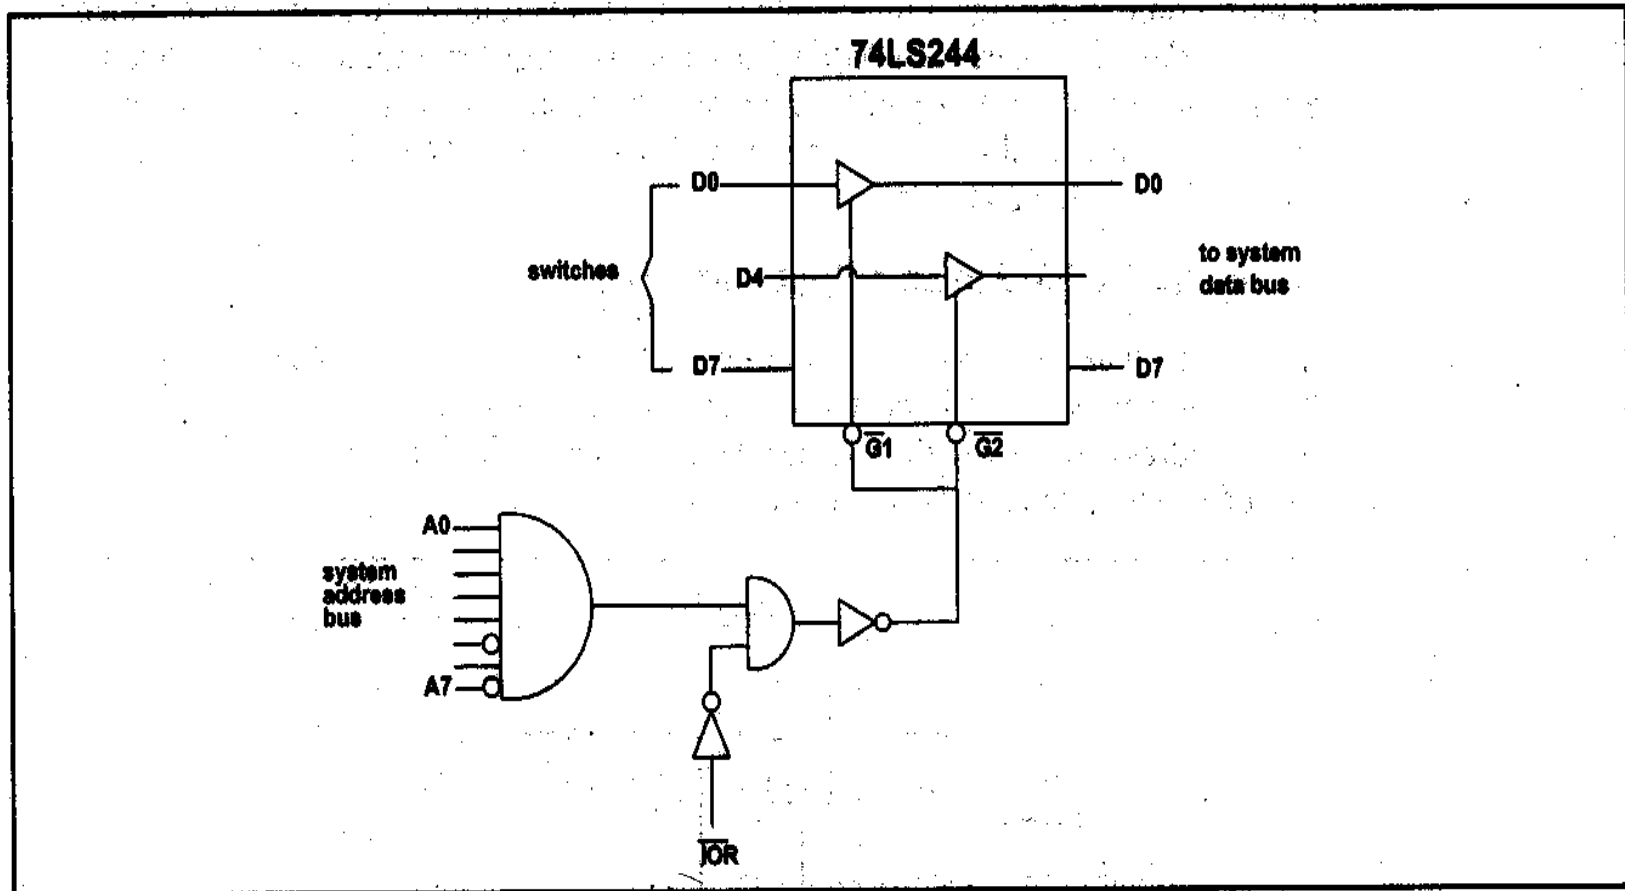 74LS244
D0
D0
switches
D4
to system
data bus
D7
D7
G1
G2
A0
system
address
bus
A7
IOR